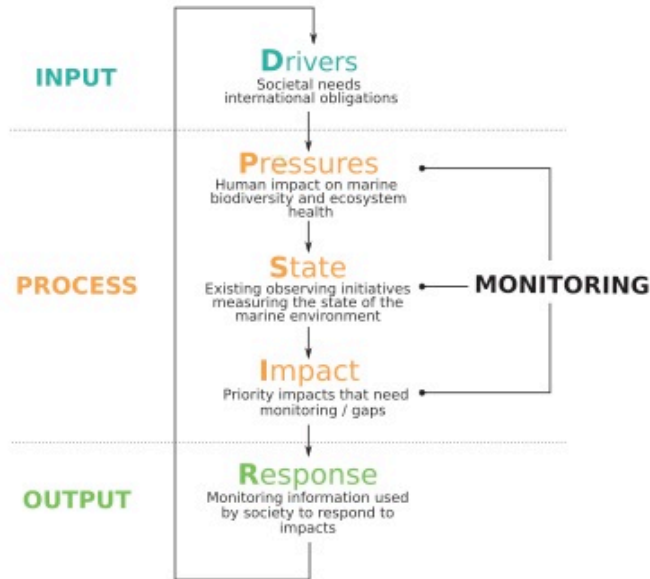 INPUT
Drivers
Societal needs
international obligations
Pressures
Human impact on marine
biodiversity and ecosystem
health
PROCESS
State
Existing observing initiatives
measuring the state of the
marine environment
MONITORING
Impact
Priority impacts that need
monitoring / gaps
OUTPUT
Response
Monitoring information used
by society to respond to
impacts